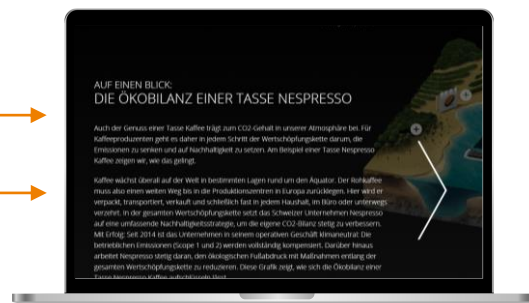 AUF EINEN BLICK:
DIE ÖKOBILANZ EINER TASSE NESPRESSO
Auch der Genuss einer Tasse Kaffee trägt zum CO2-Gehalt in unserer Atmosphäre bei. Für
Kaffeeproduzenten geht es daher in jedem Schritt der Wertschöpfungskette darum, die
Emissionen zu senken und auf Nachhaltigkeit zu setzen. Am Beispiel einer Tasse Nespresso
Kaffee zeigen wir, wie das gelingt.
Kaffee wächst überall auf der Welt in bestimmten Lagen rund um den Äquator. Der Rohkaffee
muss also einen weiten Weg bis in die Produktionszentren in Europa zurücklegen. Hier wird er
verpackt, transportiert, verkauft und schließlich fast in jedem Haushalt, im Büro oder unterwegs
verzehrt. In der gesamten Wertschöpfungskette setzt das Schweizer Unternehmen Nespresso
auf eine umfassende Nachhaltigkeitsstrategie, um die eigene CO2-Bilanz stetig zu verbessern.
Mit Erfolg: Seit 2014 ist das Unternehmen in seinem operativen Geschäft klimaneutral: Die
betrieblichen Emissionen (Scope 1 und 2) werden vollständig kompensiert. Darüber hinaus
arbeitet Nespresso stetig daran, den ökologischen Fußabdruck mit Maßnahmen entlang der
gesamten Wertschöpfungskette zu reduzieren. Diese Grafik zeigt, wie sich die Ökobilanz einer
Tasse Nespresso Kaffee aufschlüsseln lässt.